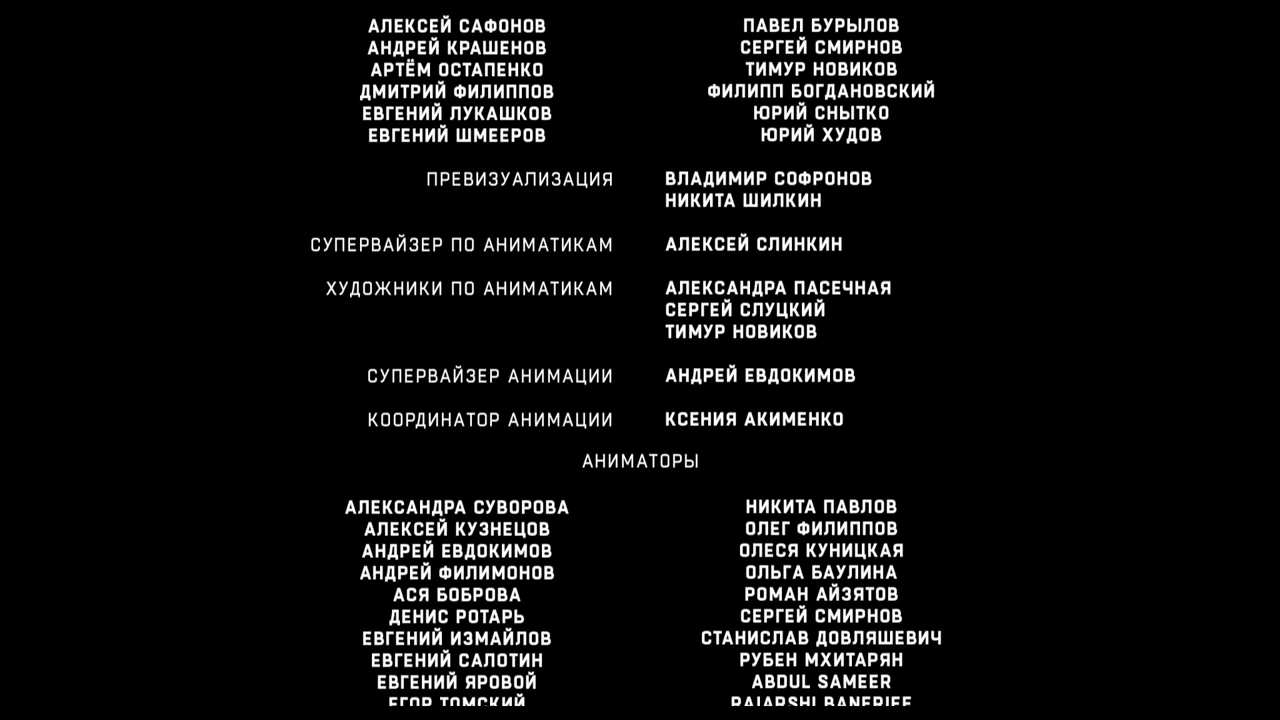 АЛЕКСЕЙ САФОНОВ
АНДРЕЙ КРАШЕНОВ
АРТЁМ ОСТАПЕНКО
ДМИТРИЙ ФИЛИППОВ
ЕВГЕНИЙ ЛУКАШКОВ
ЕВГЕНИЙ ШМЕЕРОВ
ПАВЕЛ БУРЫЛОВ
СЕРГЕЙ СМИРНОВ
ТИМУР НОВИКОВ
ФИЛИПП БОГДАНОВСКИЙ
ЮРИЙ СНЫТКО
ЮРИЙ ХУДОВ
ПРЕВИЗУАЛИЗАЦИЯ ВЛАДИМИР СОФРОНОВ
НИКИТА ШИЛКИН
СУПЕРВАЙЗЕР ПО АНИМАТИКАМ АЛЕКСЕЙ СЛИНКИН
ХУДОЖНИКИ ПО АНИМАТИКАМ АЛЕКСАНДРА ПАСЕЧНАЯ
СЕРГЕЙ СЛУЦКИЙ
ТИМУР НОВИКОВ
СУПЕРВАЙЗЕР АНИМАЦИИ АНДРЕЙ ЕВДОКИМОВ
КООРДИНАТОР АНИМАЦИИ КСЕНИЯ АКИМЕНКО
АНИМАТОРЫ
АЛЕКСАНДРА СУВОРОВА
АЛЕКСЕЙ КУЗНЕЦОВ
АНДРЕЙ ЕВДОКИМОВ
АНДРЕЙ ФИЛИМОНОВ
АСЯ БОБРОВА
ДЕНИС РОТАРЬ
ЕВГЕНИЙ ИЗМАЙЛОВ
ЕВГЕНИЙ САЛОТИН
ЕВГЕНИЙ ЯРОВОЙ
ЕГОР ТОМСКИЙ
НИКИТА ПАВЛОВ
ОЛЕГ ФИЛИППОВ
ОЛЕСЯ КУНИЦКАЯ
ОЛЬГА БАУЛИНА
РОМАН АЙЗЯТОВ
СЕРГЕЙ СМИРНОВ
СТАНИСЛАВ ДОВЛЯШЕВИЧ
РУБЕН МХИТАРЯН
ABDUL SAMEER
RAJARSHI BANERJEE